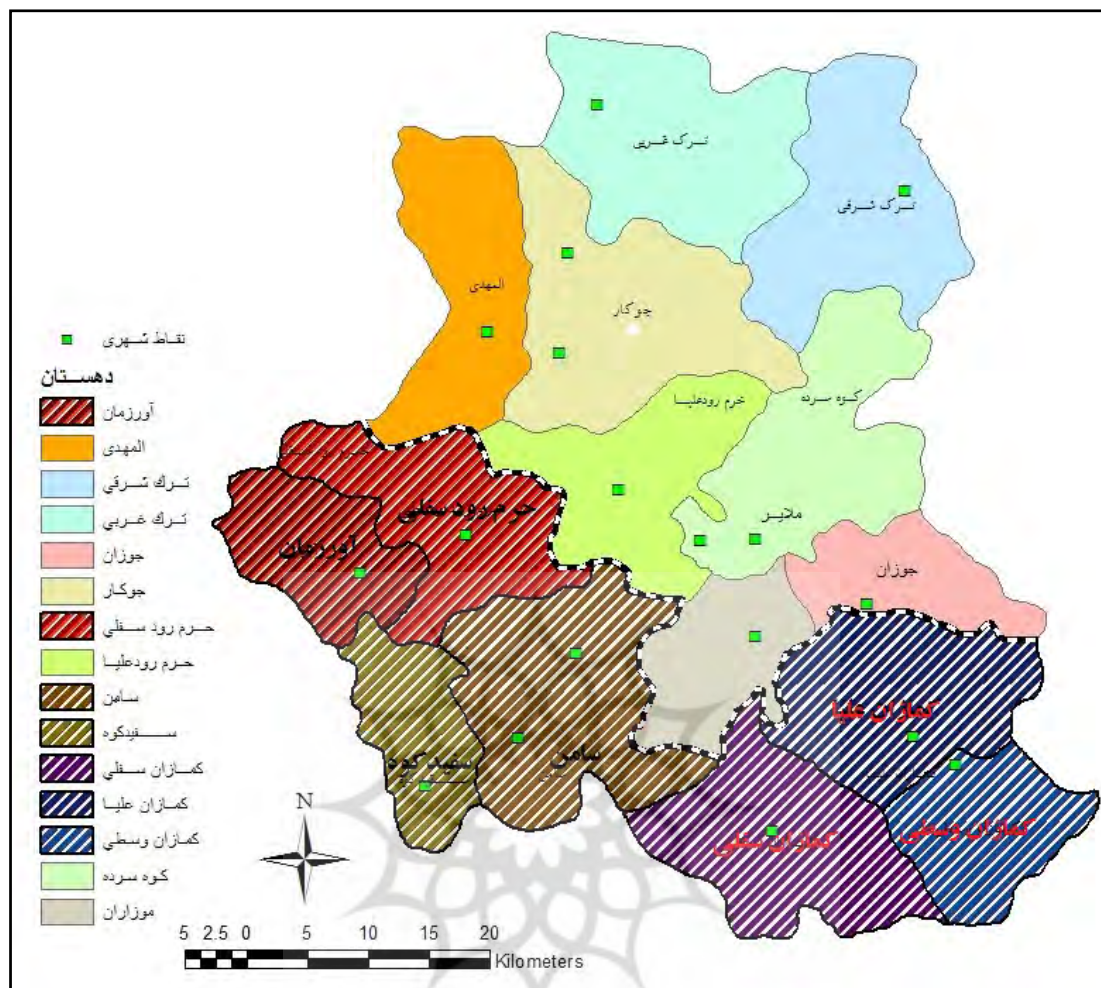 ترک غربی
ترک شرقی
المهدی
جوکار
خرم رودعلیا
کوه سرده
ملایر
جوزان
خرم رود سفلی
آورزمان
سامن
سفیدکوه
کمازان علیا
کمازان سفلی
کمازان وسطی
نقاط شهری
دهستان
آورزمان
المهدی
ترك شرقي
ترك غربي
جوزان
جوکار
خرم رود سفلي
خرم رودعليا
سامن
سفيدکوه
کمازان سفلي
کمازان عليا
کمازان وسطي
کوه سرده
موزاران
N
5 2.5 0 5 10 15 20
Kilometers